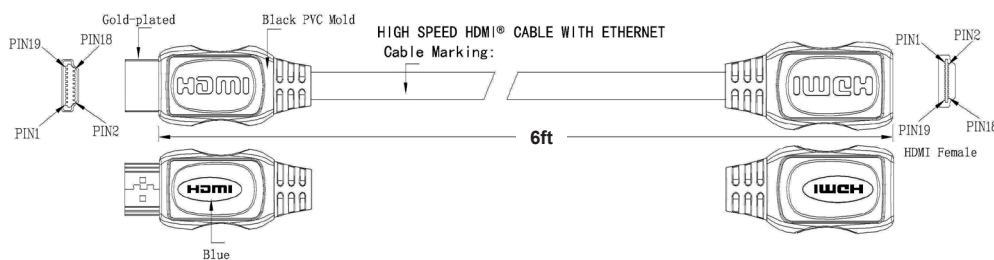 Gold-plated
Black PVC Mold
HIGH SPEED HDMI® CABLE WITH ETHERNET
Cable Marking:
PIN19
PIN18
PIN1
PIN2
HDMI
HDMI
PIN1
PIN2
PIN19
PIN18
6ft
HDMI Female
HDMI
HDMI
Blue